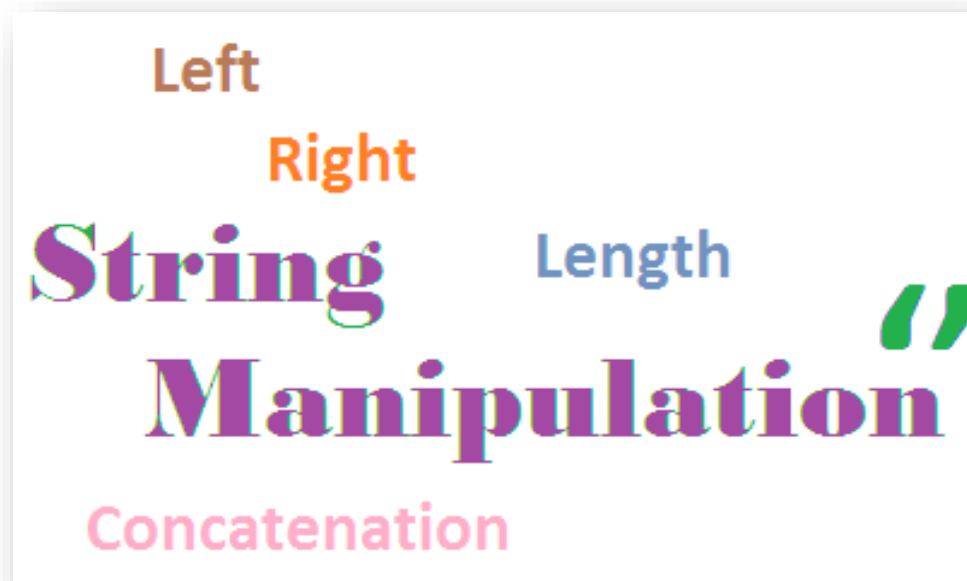 Left
Right
String
Length
“
Manipulation
Concatenation